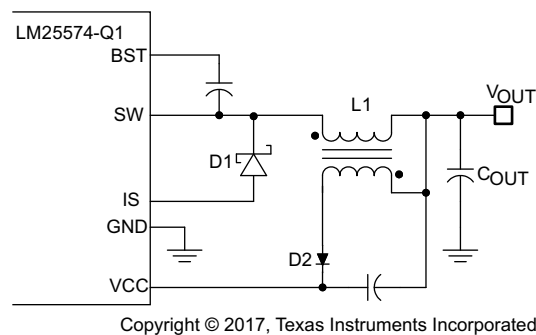 LM25574-Q1
BST
SW
L1
VOUT
D1
COUT
IS
GND
D2
VCC
Copyright © 2017, Texas Instruments Incorporated